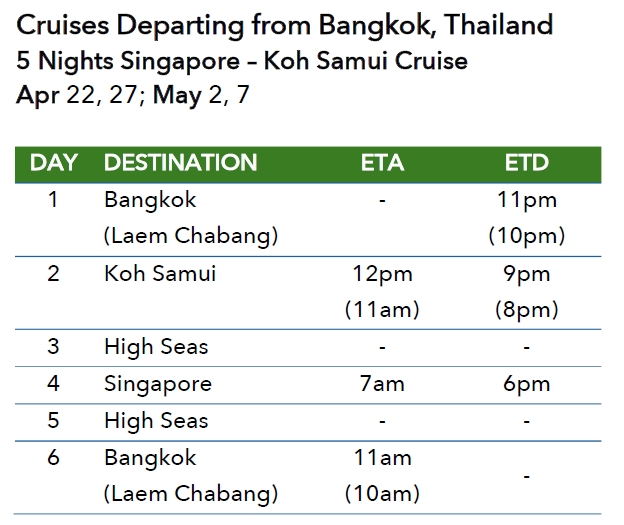 Cruises Departing from Bangkok, Thailand
5 Nights Singapore – Koh Samui Cruise
Apr 22, 27; May 2, 7
DAY DESTINATION ETA ETD
1 Bangkok - 11pm
(Laem Chabang) (10pm)
2 Koh Samui 12pm 9pm
(11am) (8pm)
3 High Seas - -
4 Singapore 7am 6pm
5 High Seas - -
6 Bangkok 11am -
(Laem Chabang) (10am)